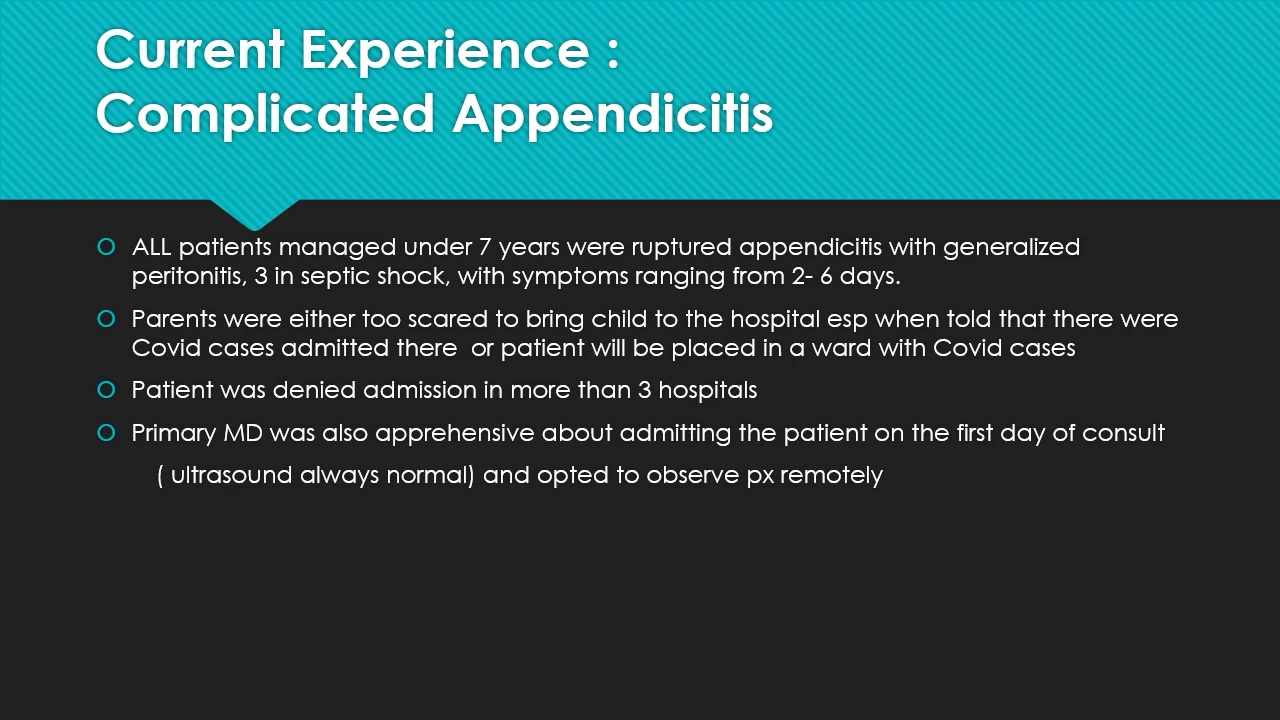 Current Experience :
Complicated Appendicitis
ALL patients managed under 7 years were ruptured appendicitis with generalized
peritonitis, 3 in septic shock, with symptoms ranging from 2- 6 days.
Parents were either too scared to bring child to the hospital esp when told that there were
Covid cases admitted there  or patient will be placed in a ward with Covid cases
Patient was denied admission in more than 3 hospitals
Primary MD was also apprehensive about admitting the patient on the first day of consult
( ultrasound always normal) and opted to observe px remotely